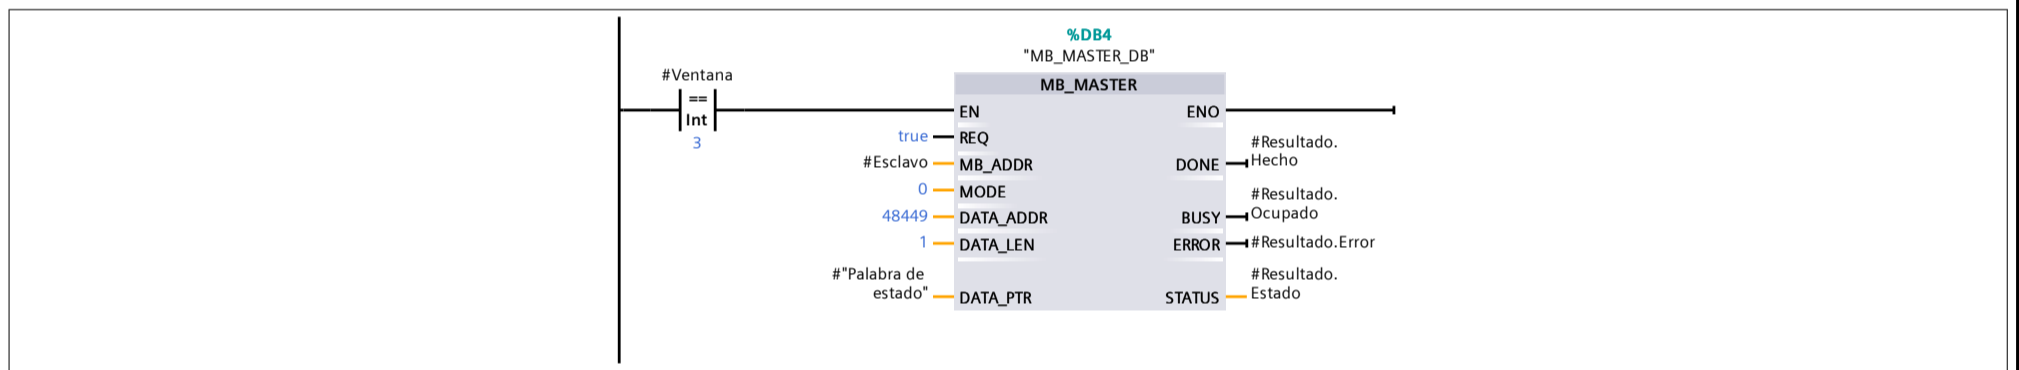 %DB4
"MB_MASTER_DB"
#Ventana
==
Int
3
MB_MASTER
EN
ENO
true
REQ
#Esclavo
MB_ADDR
DONE
#Resultado.
Hecho
0
MODE
48449
DATA_ADDR
BUSY
#Resultado.
Ocupado
1
DATA_LEN
ERROR
#Resultado.Error
#"Palabra de
estado"
DATA_PTR
STATUS
#Resultado.
Estado